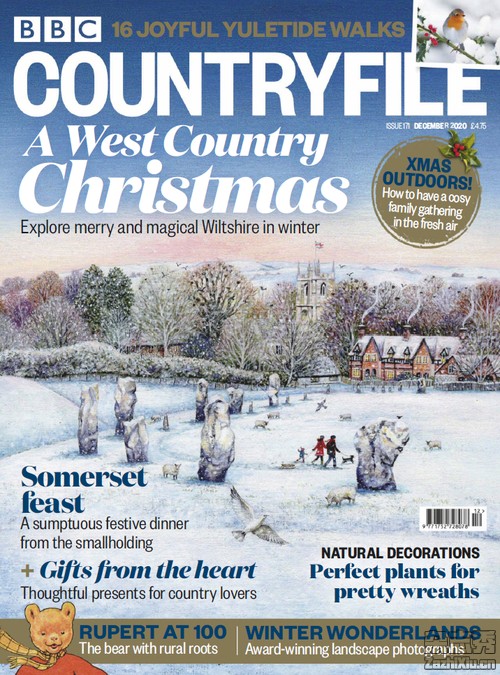 BBC
16 JOYFUL YULETIDE WALKS
COUNTRYFILE
ISSUE 171 DECEMBER 2020 £4.75
A West Country
Christmas
Explore merry and magical Wiltshire in winter
XMAS
OUTDOORS!
How to have a cosy
family gathering
in the fresh air
Somerset
feast
A sumptuous festive dinner
from the smallholding
+ Gifts from the heart
Thoughtful presents for country lovers
NATURAL DECORATIONS
Perfect plants for
pretty wreaths
RUPERT AT 100
The bear with rural roots
WINTER WONDERLANDS
Award-winning landscape photographs
ZazhiXiu.cn